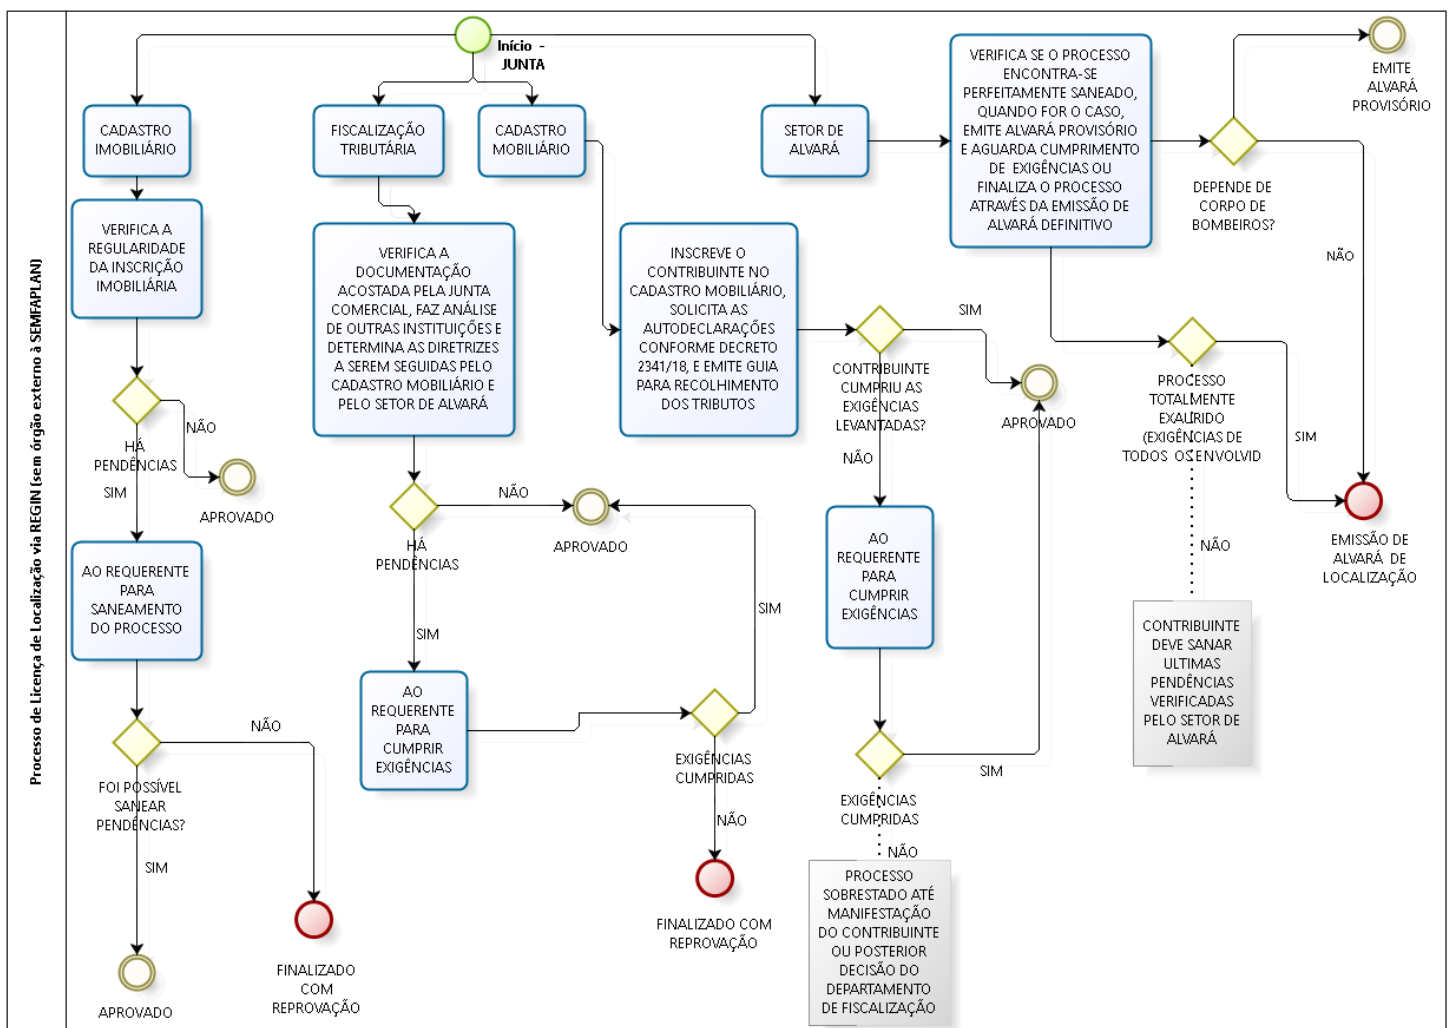 Processo de Licença de Localização via REGIN (sem órgão externo à SEMFAPLAN)
Início -
JUNTA
CADASTRO
IMOBILIÁRIO
VERIFICA A
REGULARIDADE
DA INSCRIÇÃO
IMOBILIÁRIA
HÁ
PENDÊNCIAS
NÃO
APROVADO
SIM
AO REQUERENTE
PARA
SANEAMENTO
DO PROCESSO
FOI POSSÍVEL
SANEAR
PENDÊNCIAS?
NÃO
FINALIZADO
COM
REPROVAÇÃO
SIM
APROVADO
FISCALIZAÇÃO
TRIBUTÁRIA
VERIFICA A
DOCUMENTAÇÃO
ACOSTADA PELA JUNTA
COMERCIAL, FAZ ANÁLISE
DE OUTRAS INSTITUIÇÕES E
DETERMINA AS DIRETRIZES
A SEREM SEGUIDAS PELO
CADASTRO MOBILIÁRIO E
PELO SETOR DE ALVARÁ
HÁ
PENDÊNCIAS
NÃO
APROVADO
SIM
AO
REQUERENTE
PARA
CUMPRIR
EXIGÊNCIAS
EXIGÊNCIAS
CUMPRIDAS
SIM
NÃO
FINALIZADO COM
REPROVAÇÃO
CADASTRO
MOBILIÁRIO
INSCREVE O
CONTRIBUINTE NO
CADASTRO MOBILIÁRIO,
SOLICITA AS
AUTODECLARAÇÕES
CONFORME DECRETO
2341/18, E EMITE GUIA
PARA RECOLHIMENTO
DOS TRIBUTOS
CONTRIBUINTE
CUMPRIU AS
EXIGÊNCIAS
LEVANTADAS?
SIM
APROVADO
NÃO
AO
REQUERENTE
PARA
CUMPRIR
EXIGÊNCIAS
EXIGÊNCIAS
CUMPRIDAS
SIM
NÃO
PROCESSO
SOBRESTADO ATÉ
MANIFESTAÇÃO
DO CONTRIBUINTE
OU POSTERIOR
DECISÃO DO
DEPARTAMENTO
DE FISCALIZAÇÃO
SETOR DE
ALVARÁ
VERIFICA SE O PROCESSO
ENCONTRA-SE
PERFEITAMENTE SANEADO,
QUANDO FOR O CASO,
EMITE ALVARÁ PROVISÓRIO
E AGUARDA CUMPRIMENTO
DE EXIGÊNCIAS OU
FINALIZA O PROCESSO
ATRAVÉS DA EMISSÃO DE
ALVARÁ DEFINITIVO
DEPENDE DE
CORPO DE
BOMBEIROS?
EMITE
ALVARÁ
PROVISÓRIO
NÃO
PROCESSO
TOTALMENTE
EXAURIDO
(EXIGÊNCIAS DE
TODOS OS ENVOLVID
SIM
EMISSÃO DE
ALVARÁ DE
LOCALIZAÇÃO
NÃO
CONTRIBUINTE
DEVE SANAR
ULTIMAS
PENDÊNCIAS
VERIFICADAS
PELO SETOR DE
ALVARÁ